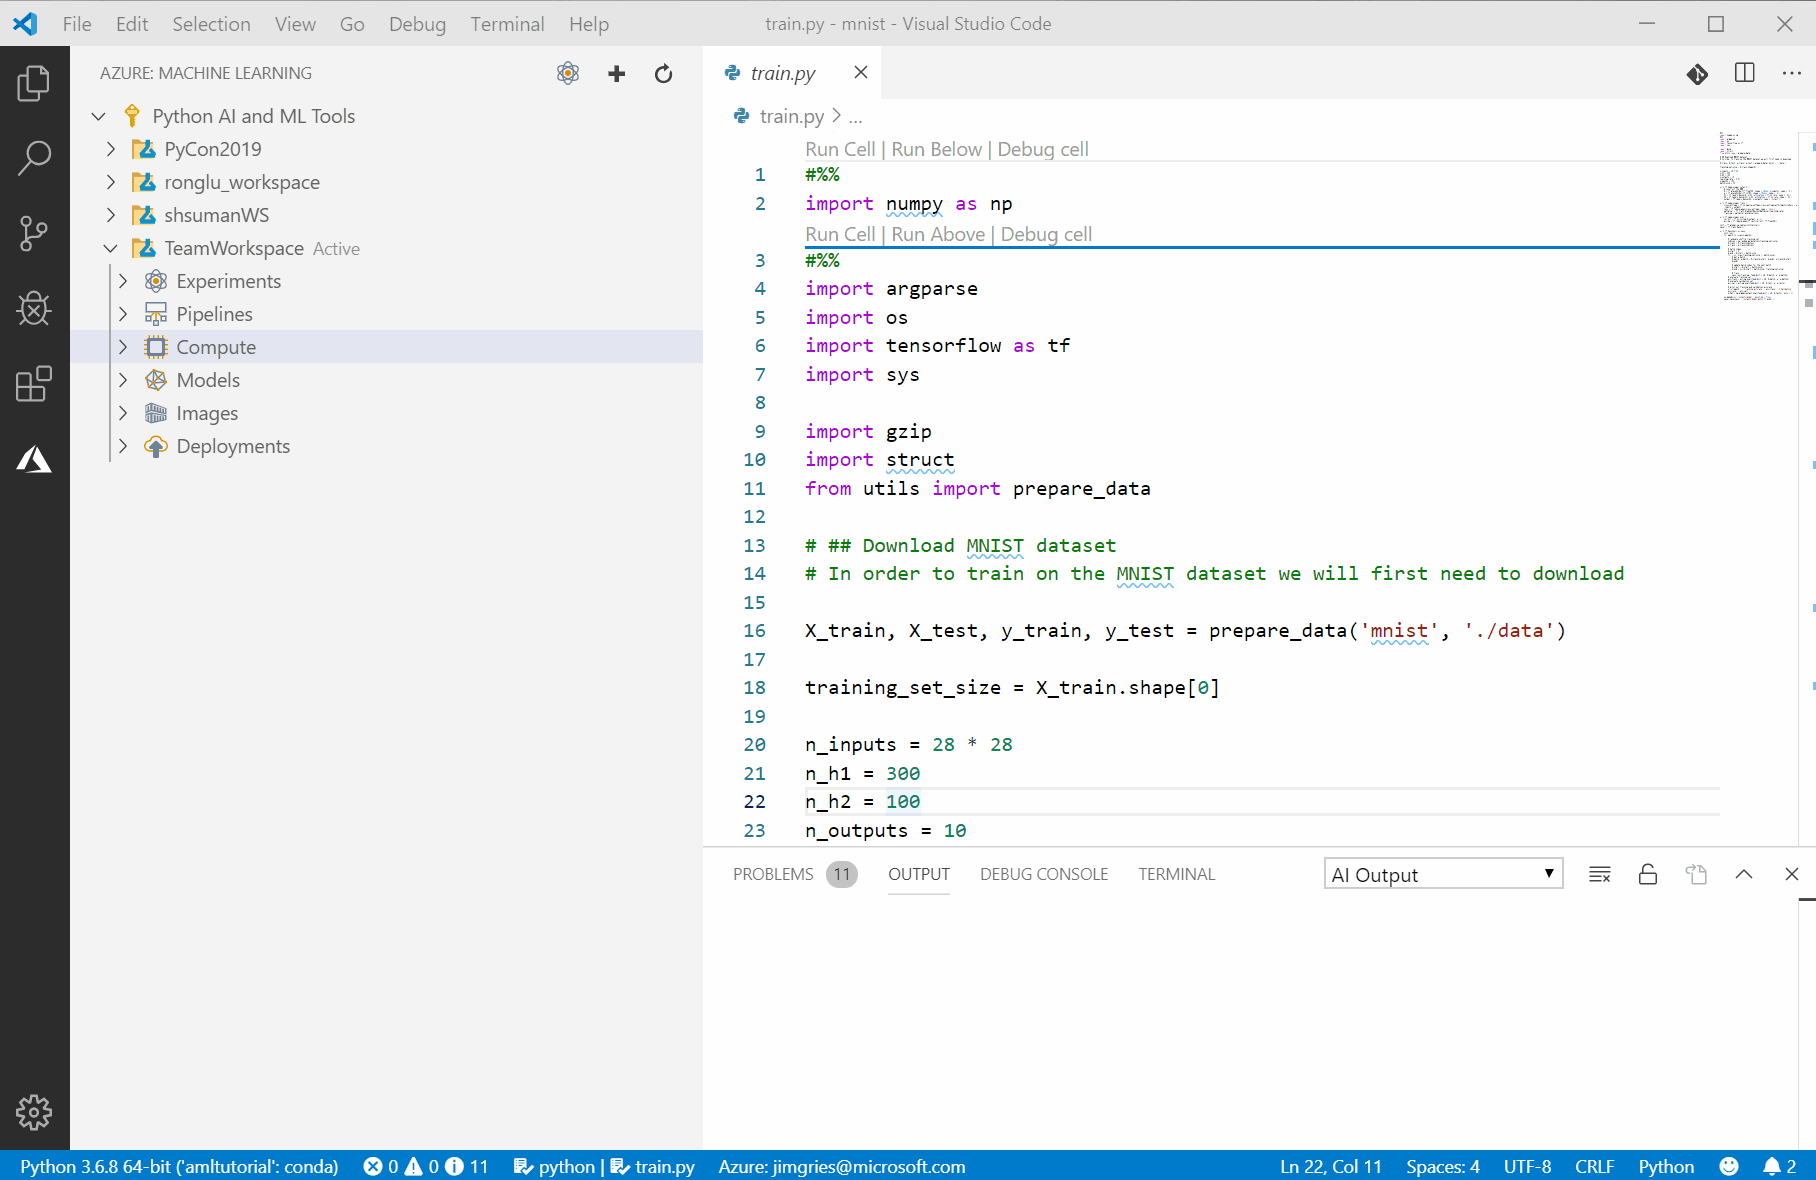 File Edit Selection View Go Debug Terminal Help train.py - mnist - Visual Studio Code
AZURE: MACHINE LEARNING
Python AI and ML Tools
PyCon2019
ronglu_workspace
shsumanWS
TeamWorkspace Active
Experiments
Pipelines
Compute
Models
Images
Deployments
train.py
train.py > ...
Run Cell | Run Below | Debug cell
1 #%%
2 import numpy as np
Run Cell | Run Above | Debug cell
3 #%%
4 import argparse
5 import os
6 import tensorflow as tf
7 import sys
8
9 import gzip
10 import struct
11 from utils import prepare_data
12
13 # ## Download MNIST dataset
14 # In order to train on the MNIST dataset we will first need to download
15
16 X_train, X_test, y_train, y_test = prepare_data('mnist', './data')
17
18 training_set_size = X_train.shape[0]
19
20 n_inputs = 28 * 28
21 n_h1 = 300
22 n_h2 = 100
23 n_outputs = 10
PROBLEMS 11 OUTPUT DEBUG CONSOLE TERMINAL AI Output
Python 3.6.8 64-bit ('amltutorial': conda) 0 0 11 python | train.py Azure: jimgries@microsoft.com Ln 22, Col 11 Spaces: 4 UTF-8 CRLF Python 2